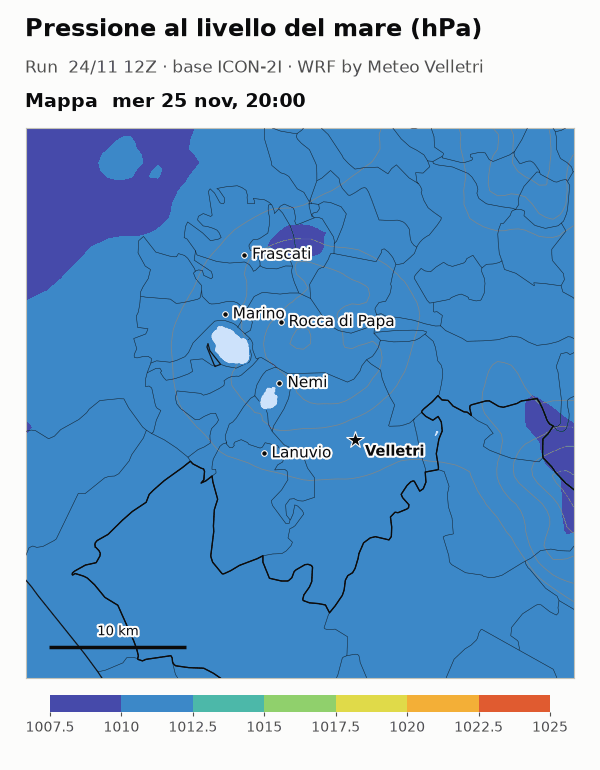 Pressione al livello del mare (hPa)
Run  24/11 12Z · base ICON-2I · WRF by Meteo Velletri
Mappa  mer 25 nov, 20:00
Frascati
Marino
Rocca di Papa
Nemi
Velletri
Lanuvio
10 km
1007.5 1010 1012.5 1015 1017.5 1020 1022.5 1025